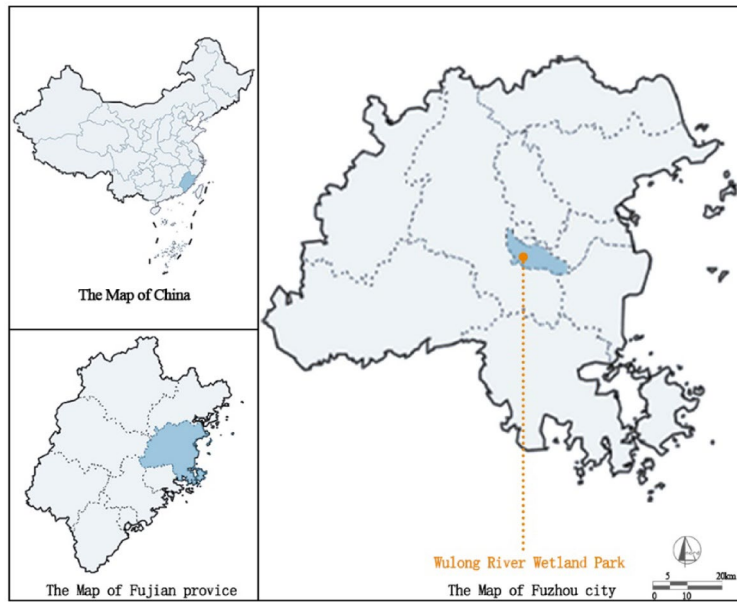 The Map of China
The Map of Fujian provice
Wulong River Wetland Park
The Map of Fuzhou city
5 20km
0 10